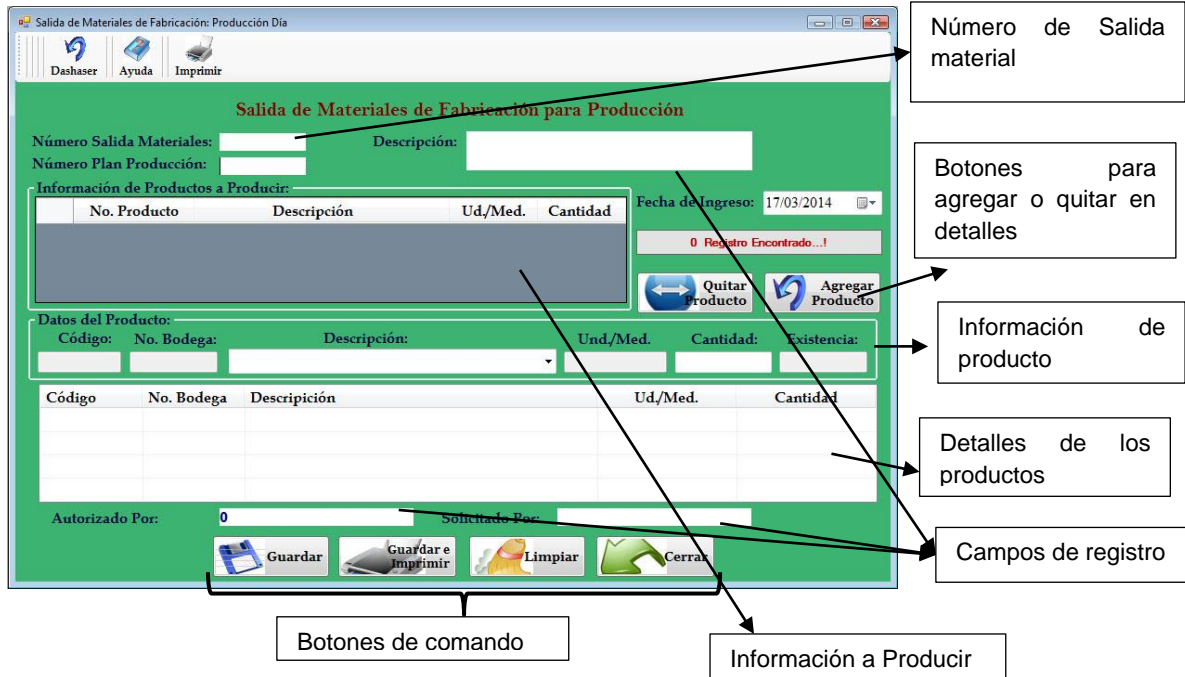 Salida de Materiales de Fabricación: Producción Día
Dashaser Ayuda Imprimir
Salida de Materiales de Fabricación para Producción
Número Salida Materiales:
Descripción:
Número Plan Producción:
Información de Productos a Producir:
No. Producto Descripción Ud./Med. Cantidad
Fecha de Ingreso: 17/03/2014
0 Registro Encontrado...!
Quitar Producto
Agregar Producto
Datos del Producto:
Código: No. Bodega: Descripción: Und./Med. Cantidad: Existencia:
Código No. Bodega Descripición Ud./Med. Cantidad
Autorizado Por: 0 Solicitado Por:
Guardar
Guardar e Imprimir
Limpiar
Cerrar
Número de Salida
material
Botones para
agregar o quitar en
detalles
Información de
producto
Detalles de los
productos
Campos de registro
Botones de comando
Información a Producir